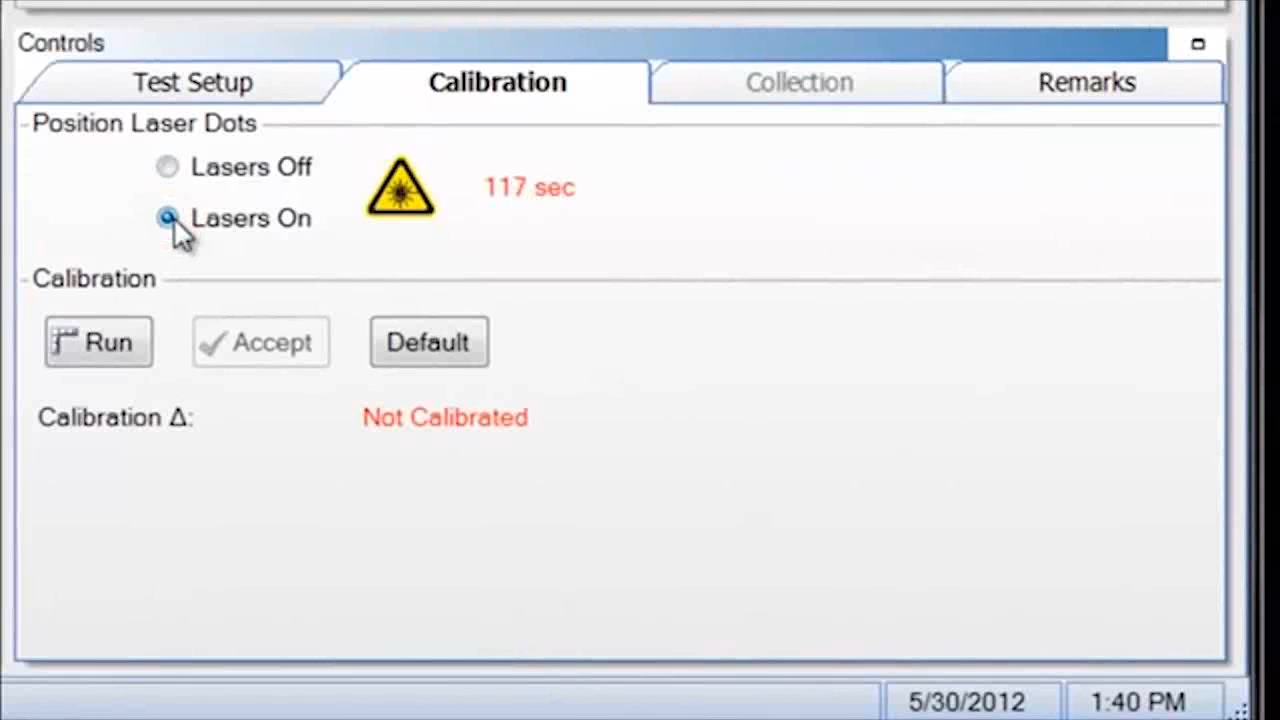 Controls
Test Setup Calibration Collection Remarks
Position Laser Dots
Lasers Off
117 sec
Lasers On
Calibration
Run Accept Default
Calibration Δ: Not Calibrated
5/30/2012 1:40 PM